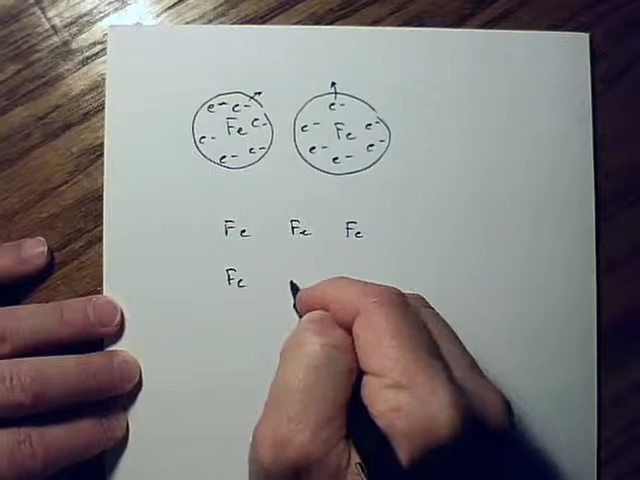 e- e-
Fe e-
e-
e- e-
e-
e- Fe e-
e- e- e-
Fe Fe Fe
Fe